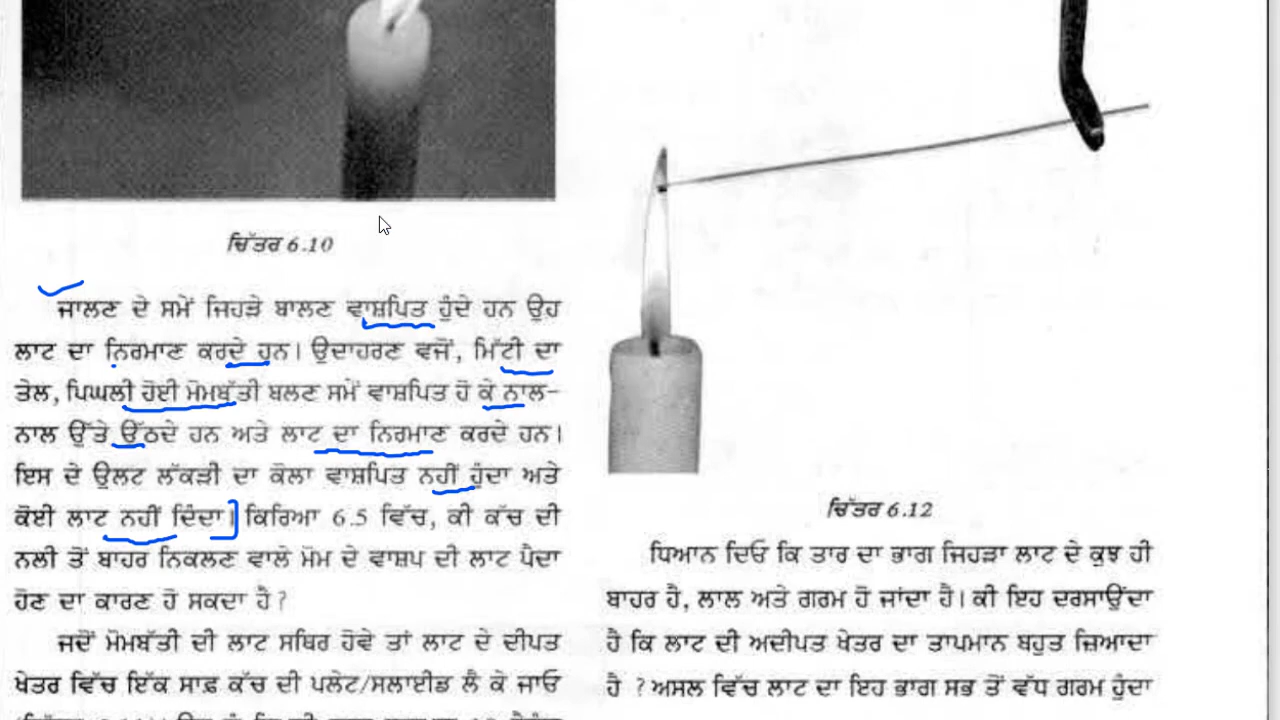 ਚਿੱਤਰ 6.10
ਜਾਲਣ ਦੇ ਸਮੇਂ ਜਿਹੜੇ ਬਾਲਣ ਵਾਸ਼ਪਿਤ ਹੁੰਦੇ ਹਨ ਉਹ
ਲਾਟ ਦਾ ਨਿਰਮਾਣ ਕਰਦੇ ਹਨ। ਉਦਾਹਰਣ ਵਜੋਂ, ਮਿੱਟੀ ਦਾ
ਤੇਲ, ਪਿਘਲੀ ਹੋਈ ਮੋਮਬੱਤੀ ਬਲਣ ਸਮੇਂ ਵਾਸ਼ਪਿਤ ਹੋ ਕੇ ਨਾਲ-
ਨਾਲ ਉੱਤੇ ਉੱਠਦੇ ਹਨ ਅਤੇ ਲਾਟ ਦਾ ਨਿਰਮਾਣ ਕਰਦੇ ਹਨ।
ਇਸ ਦੇ ਉਲਟ ਲੱਕੜੀ ਦਾ ਕੋਲਾ ਵਾਸ਼ਪਿਤ ਨਹੀਂ ਹੁੰਦਾ ਅਤੇ
ਕੋਈ ਲਾਟ ਨਹੀਂ ਦਿੰਦਾ। ਕਿਰਿਆ 6.5 ਵਿੱਚ, ਕੀ ਕੱਚ ਦੀ
ਨਲੀ ਤੋਂ ਬਾਹਰ ਨਿਕਲਣ ਵਾਲੇ ਮੋਮ ਦੇ ਵਾਸ਼ਪ ਦੀ ਲਾਟ ਪੈਦਾ
ਹੋਣ ਦਾ ਕਾਰਣ ਹੋ ਸਕਦਾ ਹੈ?
ਜਦੋਂ ਮੋਮਬੱਤੀ ਦੀ ਲਾਟ ਸਥਿਰ ਹੋਵੇ ਤਾਂ ਲਾਟ ਦੇ ਦੀਪਤ
ਖੇਤਰ ਵਿੱਚ ਇੱਕ ਸਾਫ਼ ਕੱਚ ਦੀ ਪਲੇਟ/ਸਲਾਈਡ ਲੈ ਕੇ ਜਾਓ
ਚਿੱਤਰ 6.12
ਧਿਆਨ ਦਿਓ ਕਿ ਤਾਰ ਦਾ ਭਾਗ ਜਿਹੜਾ ਲਾਟ ਦੇ ਕੁਝ ਹੀ
ਬਾਹਰ ਹੈ, ਲਾਲ ਅਤੇ ਗਰਮ ਹੋ ਜਾਂਦਾ ਹੈ। ਕੀ ਇਹ ਦਰਸਾਉਂਦਾ
ਹੈ ਕਿ ਲਾਟ ਦੀ ਅਦੀਪਤ ਖੇਤਰ ਦਾ ਤਾਪਮਾਨ ਬਹੁਤ ਜ਼ਿਆਦਾ
ਹੈ ? ਅਸਲ ਵਿੱਚ ਲਾਟ ਦਾ ਇਹ ਭਾਗ ਸਭ ਤੋਂ ਵੱਧ ਗਰਮ ਹੁੰਦਾ